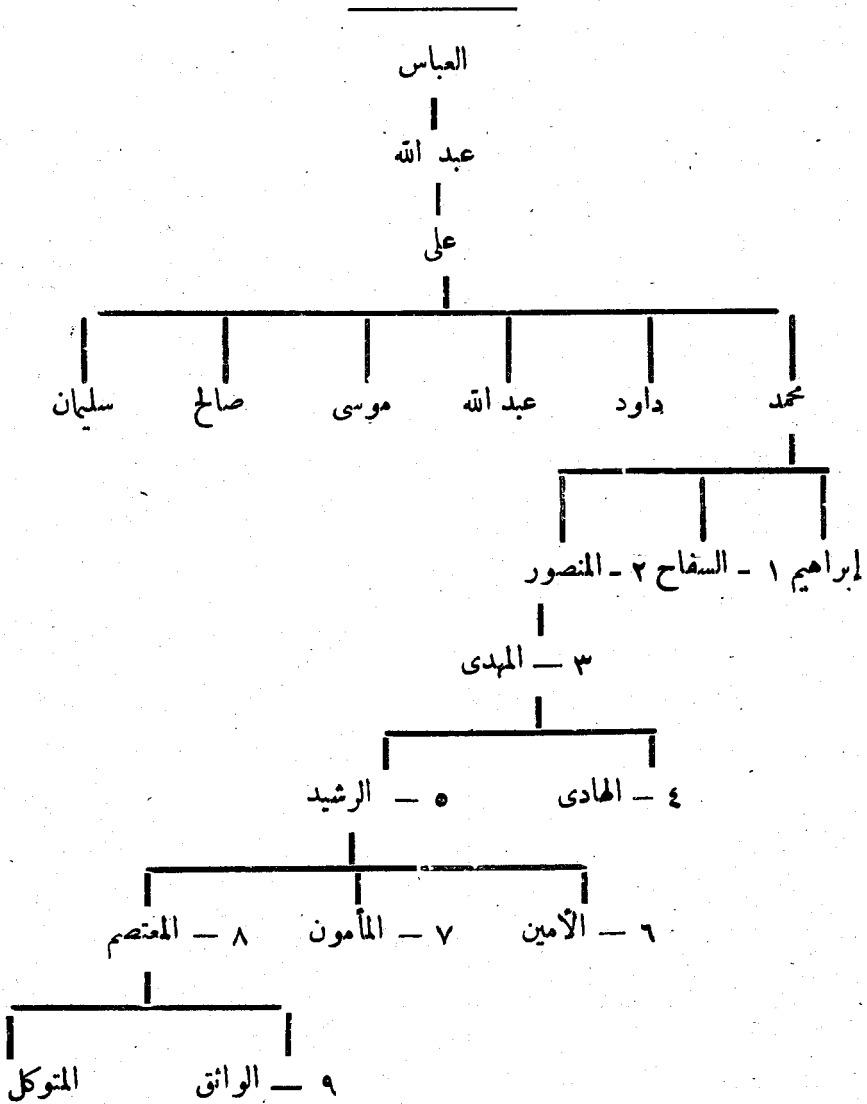 العباس
عبد الله
على
محمد داود عبد الله موسى صالح سليمان
إبراهيم ١ - السفاح ٢ - المنصور
٣ — المهدى
٤ — الهادى ٥ — الرشيد
٦ — الأمين ٧ — المأمون ٨ — المعتصم
٩ — الواثق المتوكل